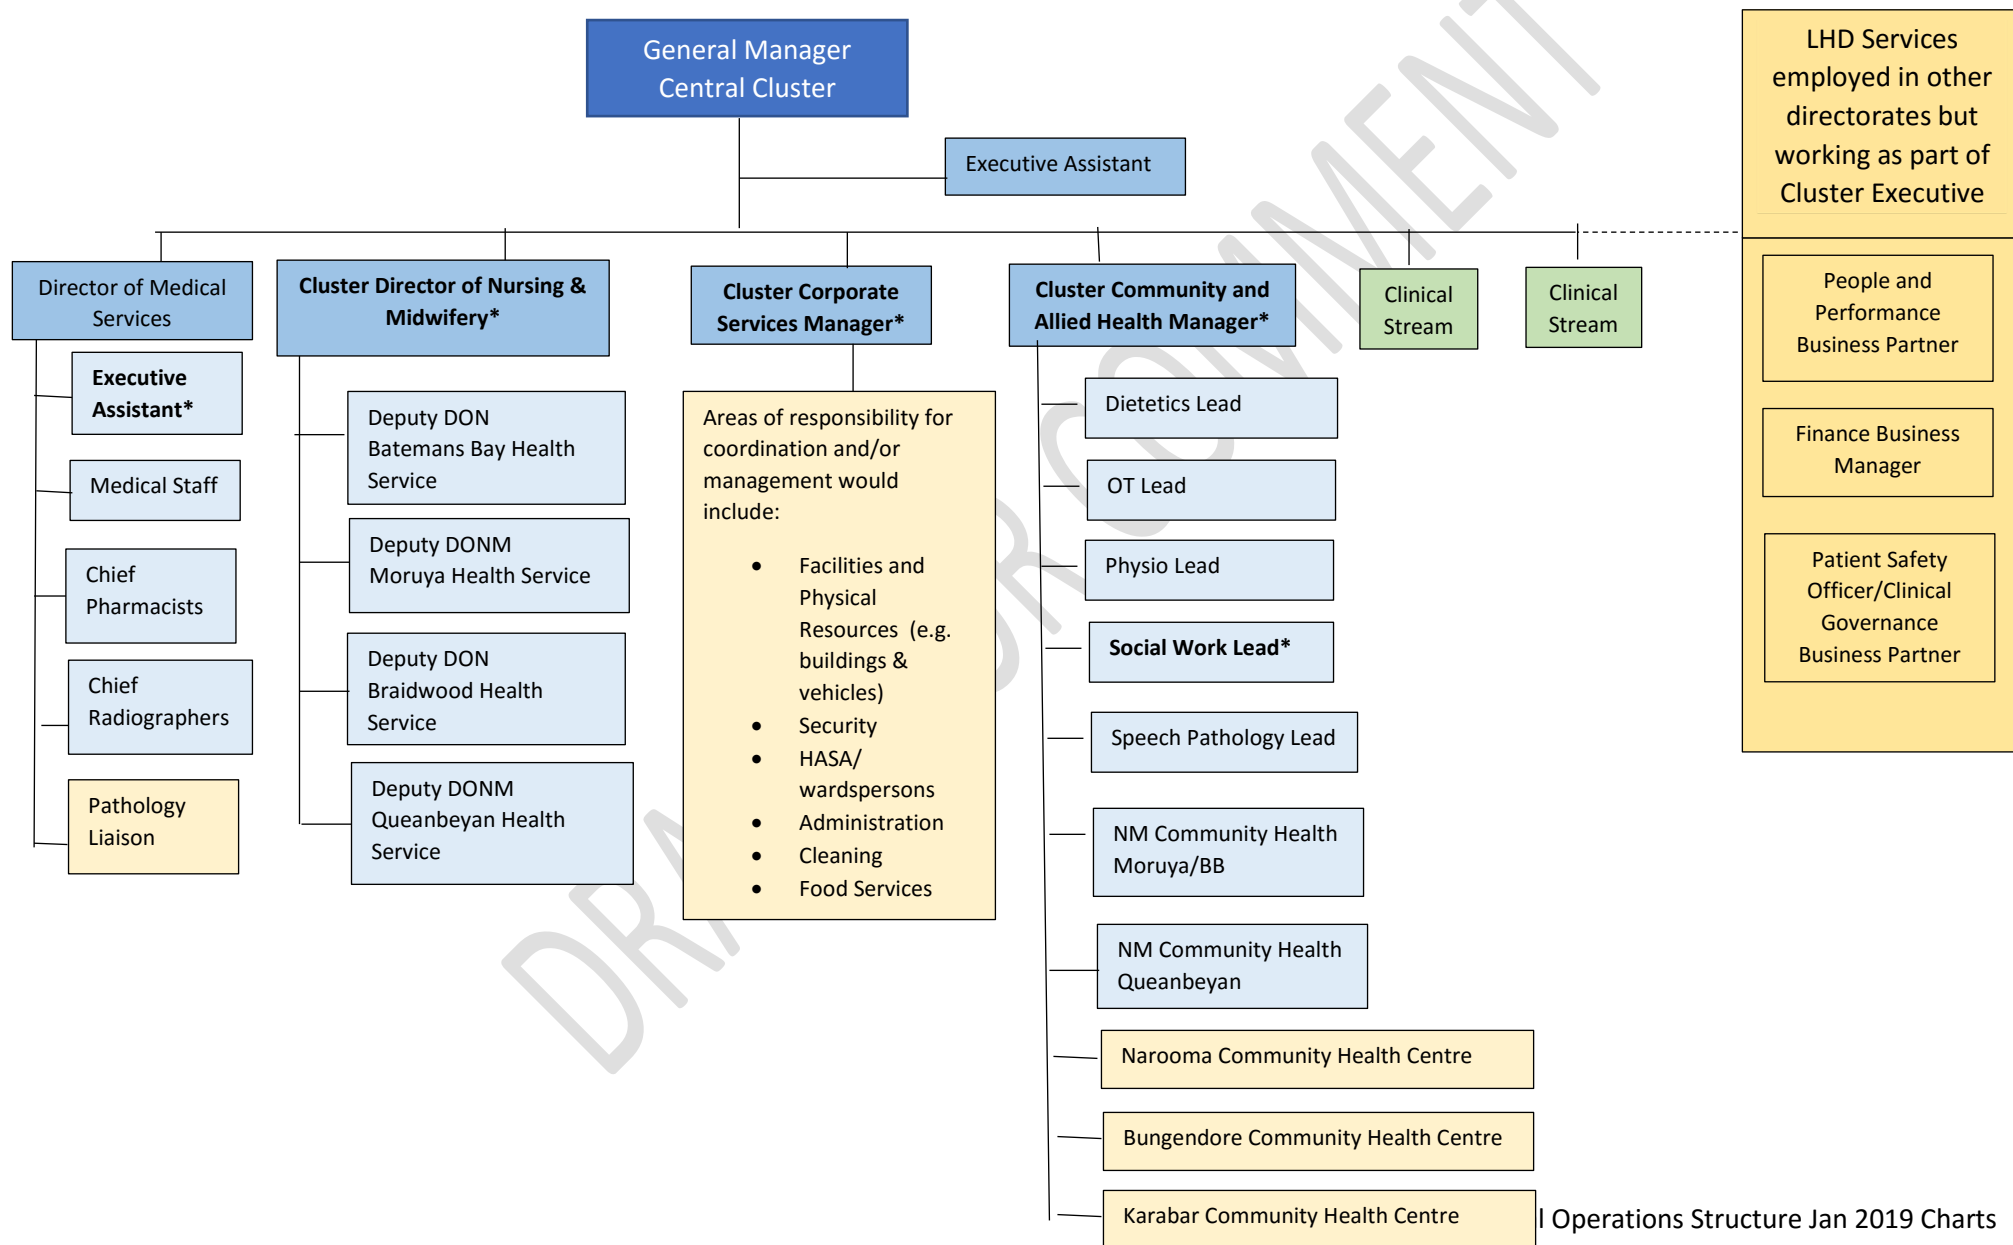 General Manager
Central Cluster
Executive Assistant
LHD Services
employed in other
directorates but
working as part of
Cluster Executive
Director of Medical
Services
Executive
Assistant*
Medical Staff
Chief
Pharmacists
Chief
Radiographers
Pathology
Liaison
Cluster Director of Nursing &
Midwifery*
Deputy DON
Batemans Bay Health
Service
Deputy DONM
Moruya Health Service
Deputy DON
Braidwood Health
Service
Deputy DONM
Queanbeyan Health
Service
Cluster Corporate
Services Manager*
Areas of responsibility for
coordination and/or
management would
include:
• Facilities and
Physical
Resources (e.g.
buildings &
vehicles)
• Security
• HASA/
wardspersons
• Administration
• Cleaning
• Food Services
Cluster Community and
Allied Health Manager*
Dietetics Lead
OT Lead
Physio Lead
Social Work Lead*
Speech Pathology Lead
NM Community Health
Moruya/BB
NM Community Health
Queanbeyan
Narooma Community Health Centre
Bungendore Community Health Centre
Karabar Community Health Centre
Clinical
Stream
Clinical
Stream
People and
Performance
Business Partner
Finance Business
Manager
Patient Safety
Officer/Clinical
Governance
Business Partner
l Operations Structure Jan 2019 Charts
COMMENT